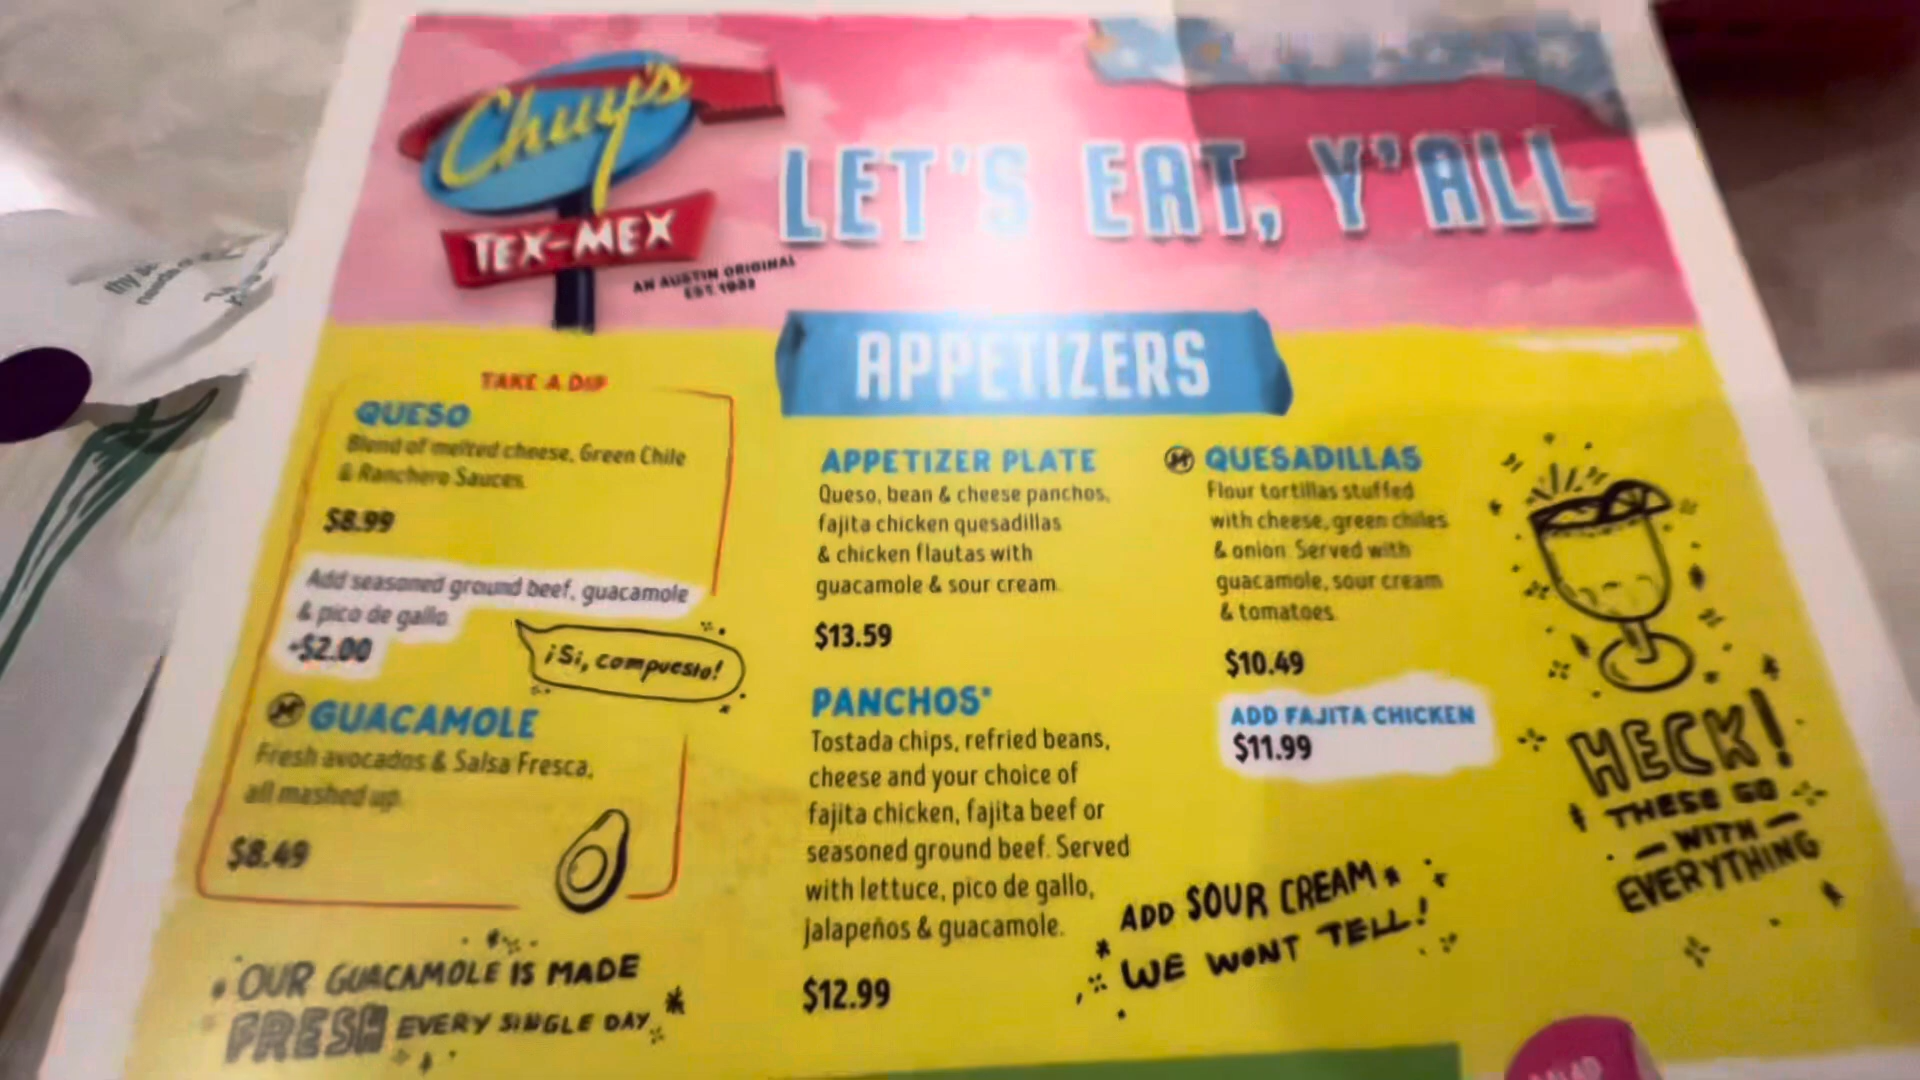 Chuy's
TEX-MEX
AN AUSTIN ORIGINAL
EST. 1982
LET'S EAT, Y'ALL
APPETIZERS
TAKE A DIP
QUESO
Blend of melted cheese, Green Chile
& Ranchero Sauces.
$8.99
Add seasoned ground beef, guacamole
& pico de gallo
+$2.00
¡Si, compuesto!
GUACAMOLE
Fresh avocados & Salsa Fresca,
all mashed up.
$8.49
OUR GUACAMOLE IS MADE
FRESH EVERY SINGLE DAY
APPETIZER PLATE
Queso, bean & cheese panchos,
fajita chicken quesadillas
& chicken flautas with
guacamole & sour cream.
$13.59
PANCHOS*
Tostada chips, refried beans,
cheese and your choice of
fajita chicken, fajita beef or
seasoned ground beef. Served
with lettuce, pico de gallo,
jalapeños & guacamole.
$12.99
QUESADILLAS
Flour tortillas stuffed
with cheese, green chiles
& onion. Served with
guacamole, sour cream
& tomatoes.
$10.49
ADD FAJITA CHICKEN
$11.99
ADD SOUR CREAM
WE WONT TELL!
HECK!
THESE GO
WITH
EVERYTHING